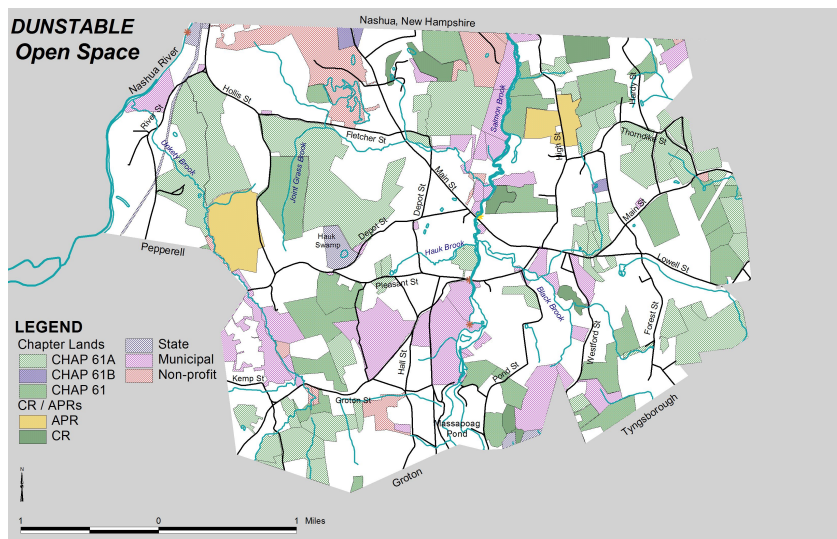 DUNSTABLE
Open Space
Nashua, New Hampshire
Nashua River
River St
Hollis St
Unkety Brook
Joint Grass Brook
Fletcher St
Main St
Salmon Brook
High St
Hardy St
Thorndike St
Main St
Depot St
Depot St
Hauk
Swamp
Hauk Brook
Pleasant St
Black Brook
Lowell St
Pepperell
Hall St
Westford St
Forest St
Pond St
Kemp St
Groton St
Massapoag
Pond
Groton
Tyngsborough
LEGEND
Chapter Lands
CHAP 61A
CHAP 61B
CHAP 61
CR / APRs
APR
CR
State
Municipal
Non-profit
N
1 0 1 Miles